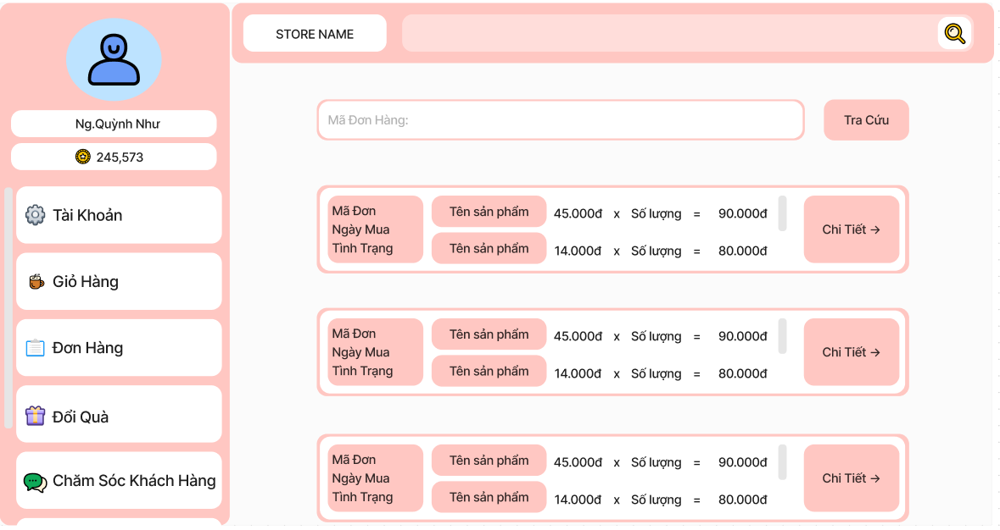 STORE NAME
Ng.Quỳnh Như
245,573
Tài Khoản
Giỏ Hàng
Đơn Hàng
Đổi Quà
Chăm Sóc Khách Hàng
Mã Đơn Hàng:
Tra Cứu
Mã Đơn
Ngày Mua
Tình Trạng
Tên sản phẩm 45.000đ x Số lượng = 90.000đ
Tên sản phẩm 14.000đ x Số lượng = 80.000đ
Chi Tiết →
Mã Đơn
Ngày Mua
Tình Trạng
Tên sản phẩm 45.000đ x Số lượng = 90.000đ
Tên sản phẩm 14.000đ x Số lượng = 80.000đ
Chi Tiết →
Mã Đơn
Ngày Mua
Tình Trạng
Tên sản phẩm 45.000đ x Số lượng = 90.000đ
Tên sản phẩm 14.000đ x Số lượng = 80.000đ
Chi Tiết →